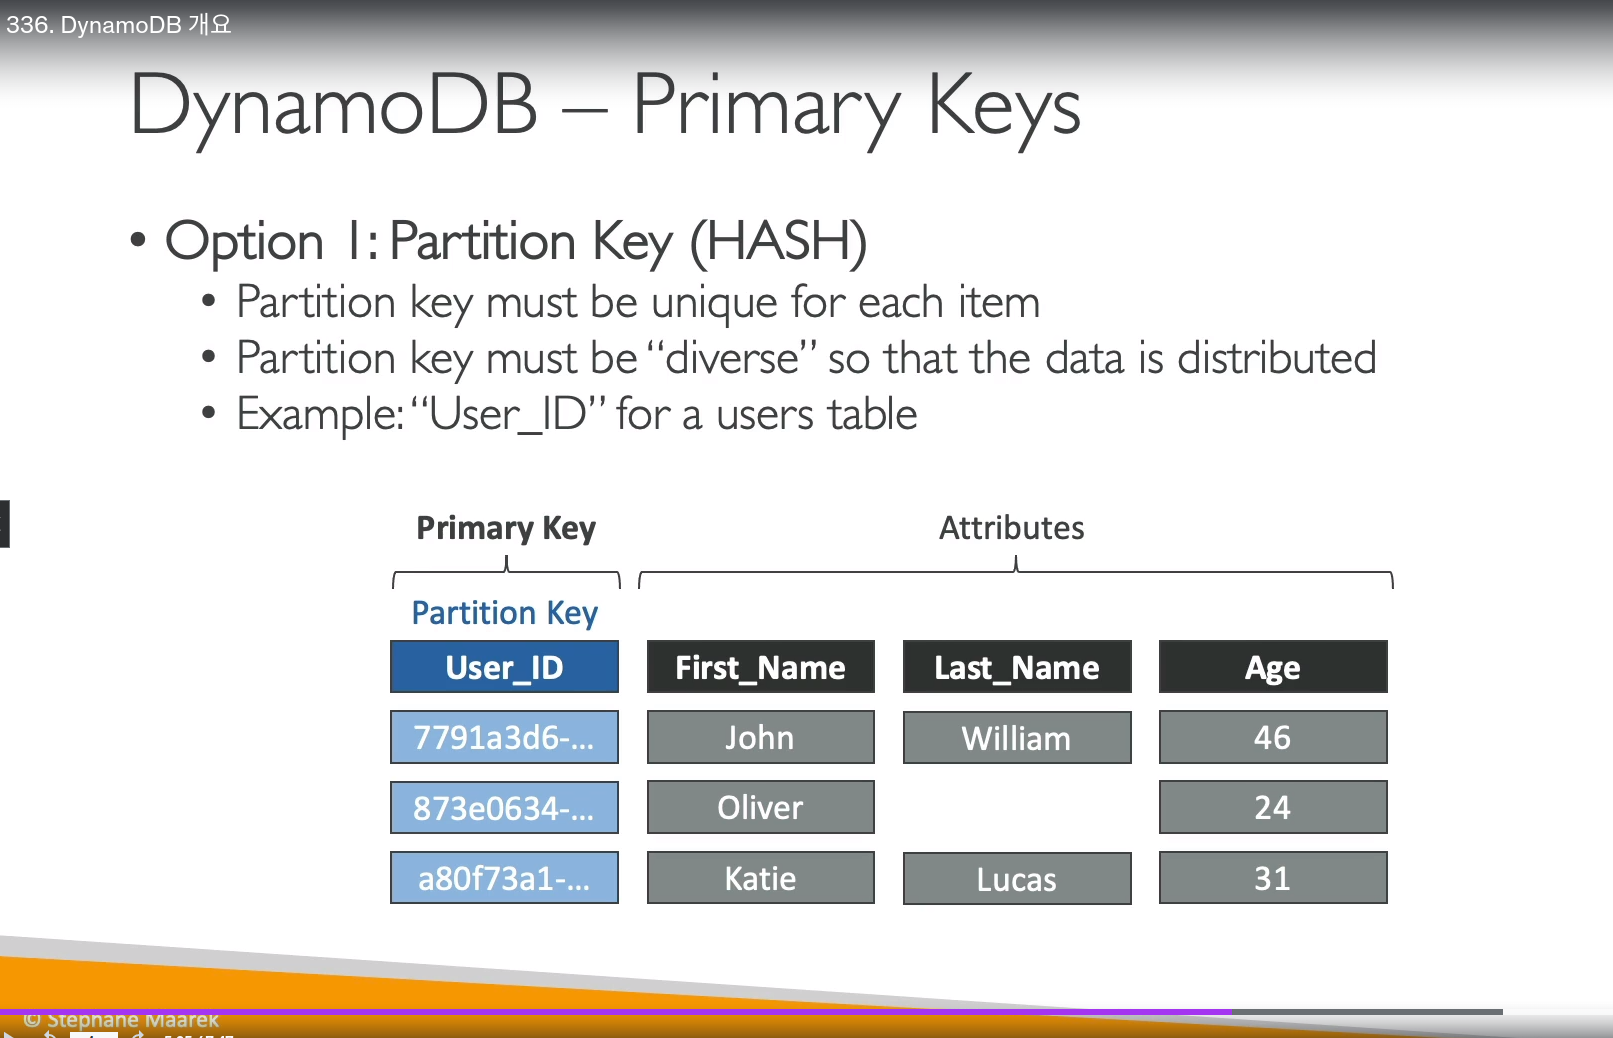 336. DynamoDB 개요
DynamoDB – Primary Keys
• Option 1: Partition Key (HASH)
• Partition key must be unique for each item
• Partition key must be “diverse” so that the data is distributed
• Example: “User_ID” for a users table
Primary Key Attributes
Partition Key
User_ID First_Name Last_Name Age
7791a3d6-... John William 46
873e0634-... Oliver 24
a80f73a1-... Katie Lucas 31
© Stephane Maarek